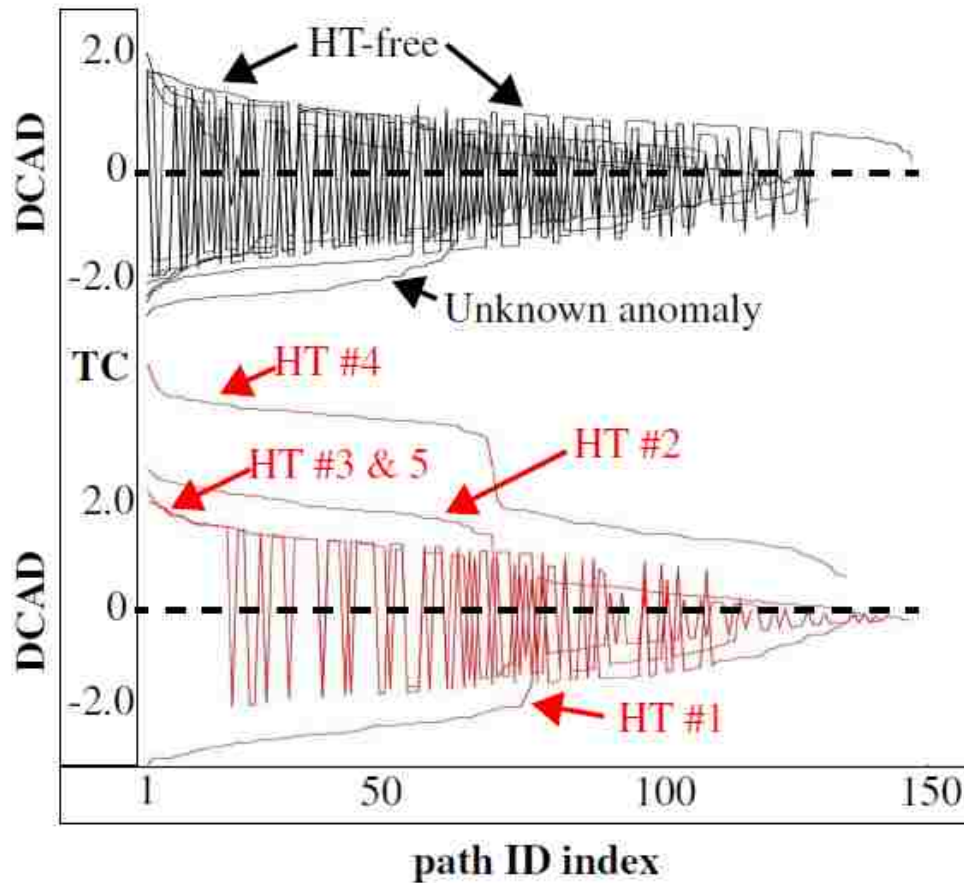 2.0
HT-free
DCAD
0
-2.0
Unknown anomaly
TC
HT #4
HT #2
HT #3 & 5
2.0
DCAD
0
-2.0
HT #1
1
50
100
150
path ID index